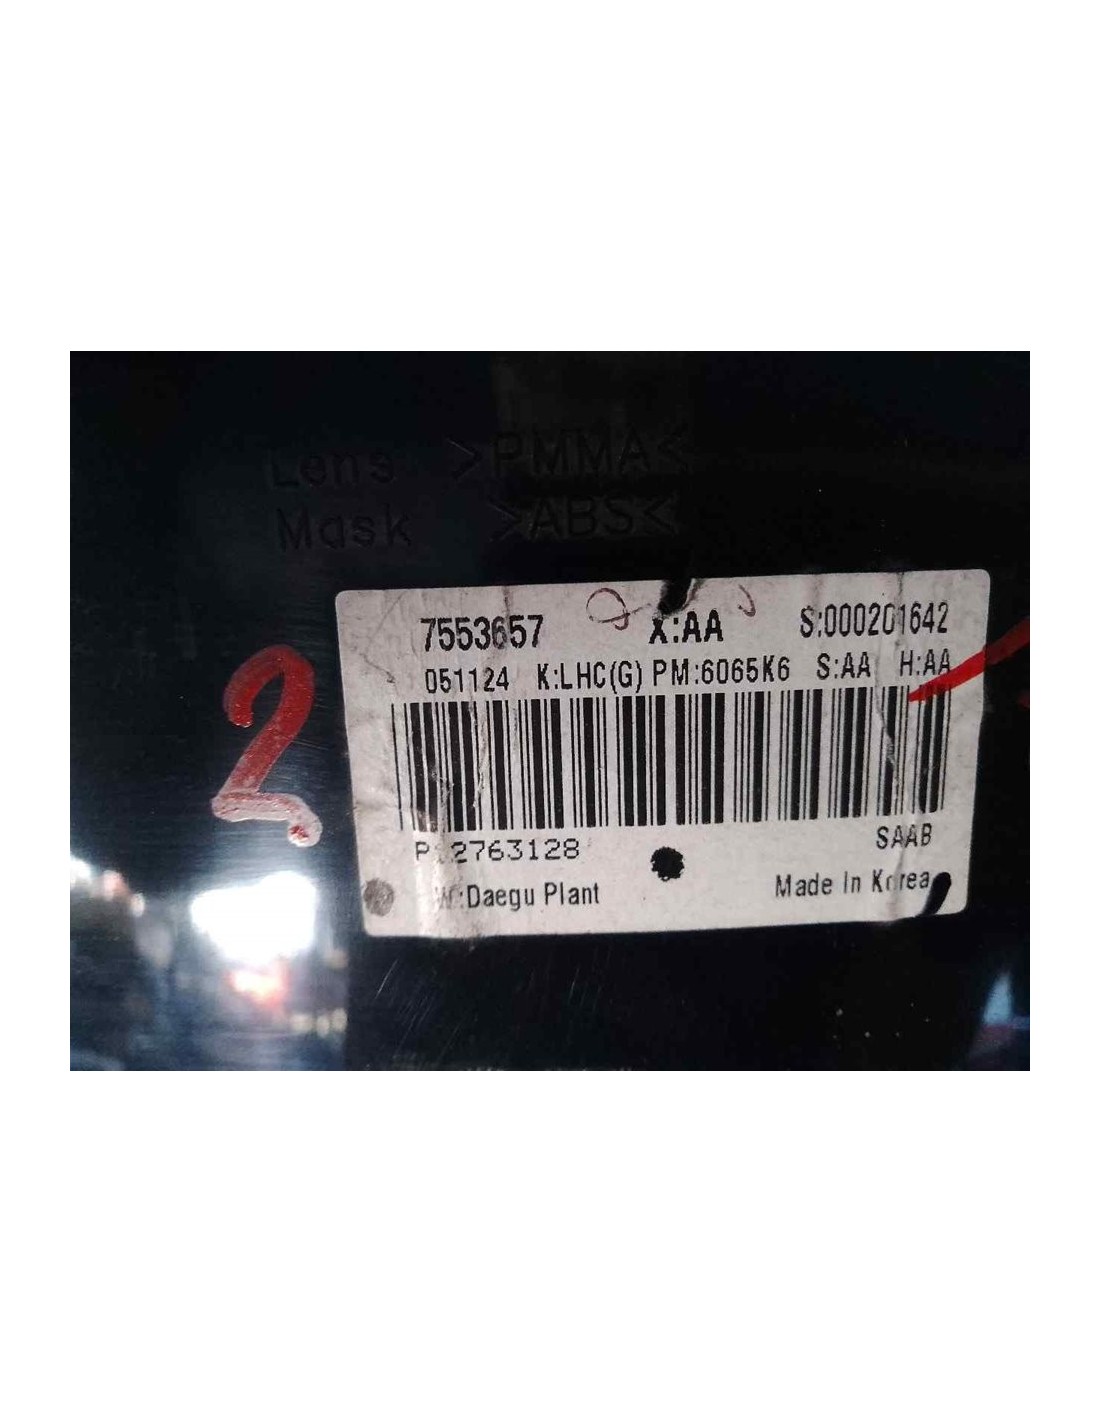 Lens >PMMA<
Mask >ABS<
7553657 X:AA S:000201642
051124 K:LHC(G) PM:6065K6 S:AA H:AA
2
P:12763128 SAAB
W:Daegu Plant Made In Korea